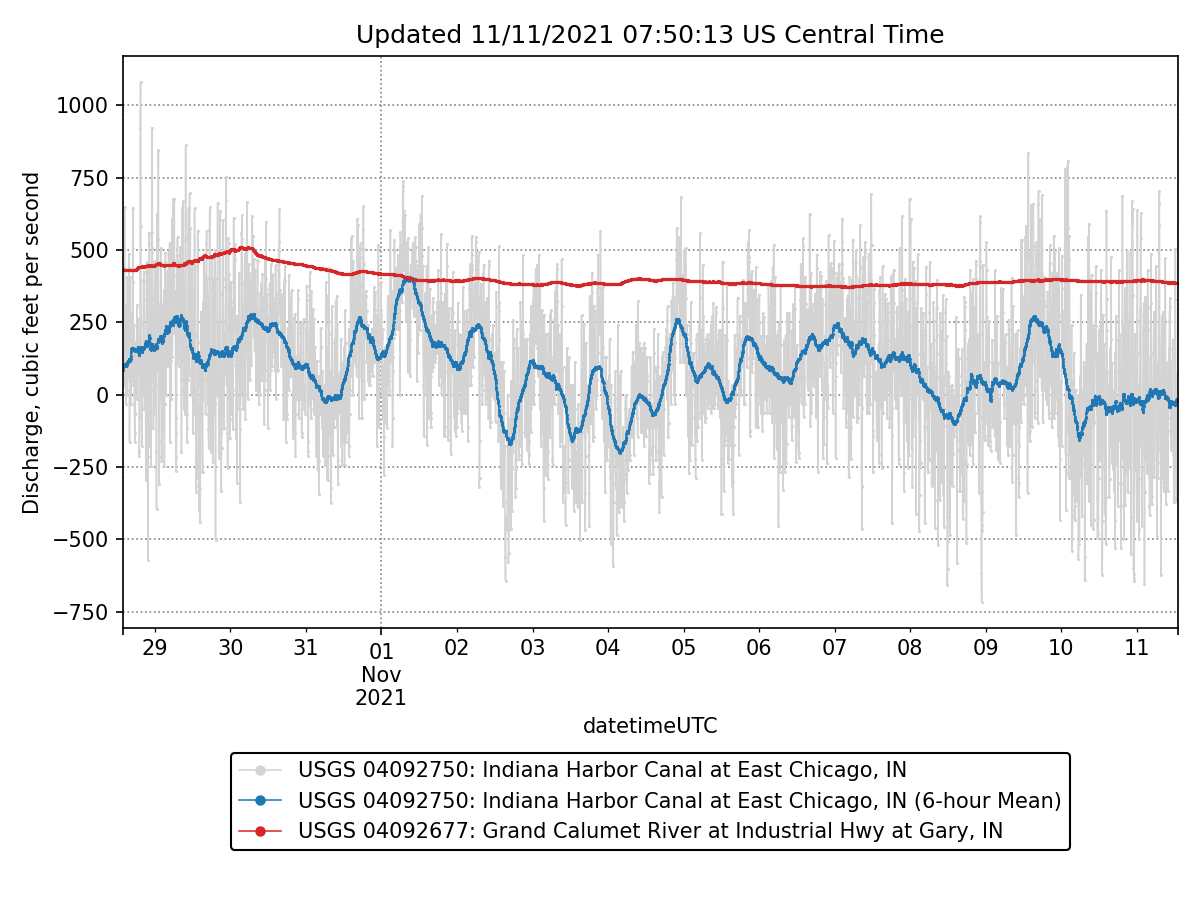 Updated 11/11/2021 07:50:13 US Central Time
Discharge, cubic feet per second
1000
750
500
250
0
−250
−500
−750
29 30 31 01 02 03 04 05 06 07 08 09 10 11
Nov
2021
datetimeUTC
USGS 04092750: Indiana Harbor Canal at East Chicago, IN
USGS 04092750: Indiana Harbor Canal at East Chicago, IN (6-hour Mean)
USGS 04092677: Grand Calumet River at Industrial Hwy at Gary, IN